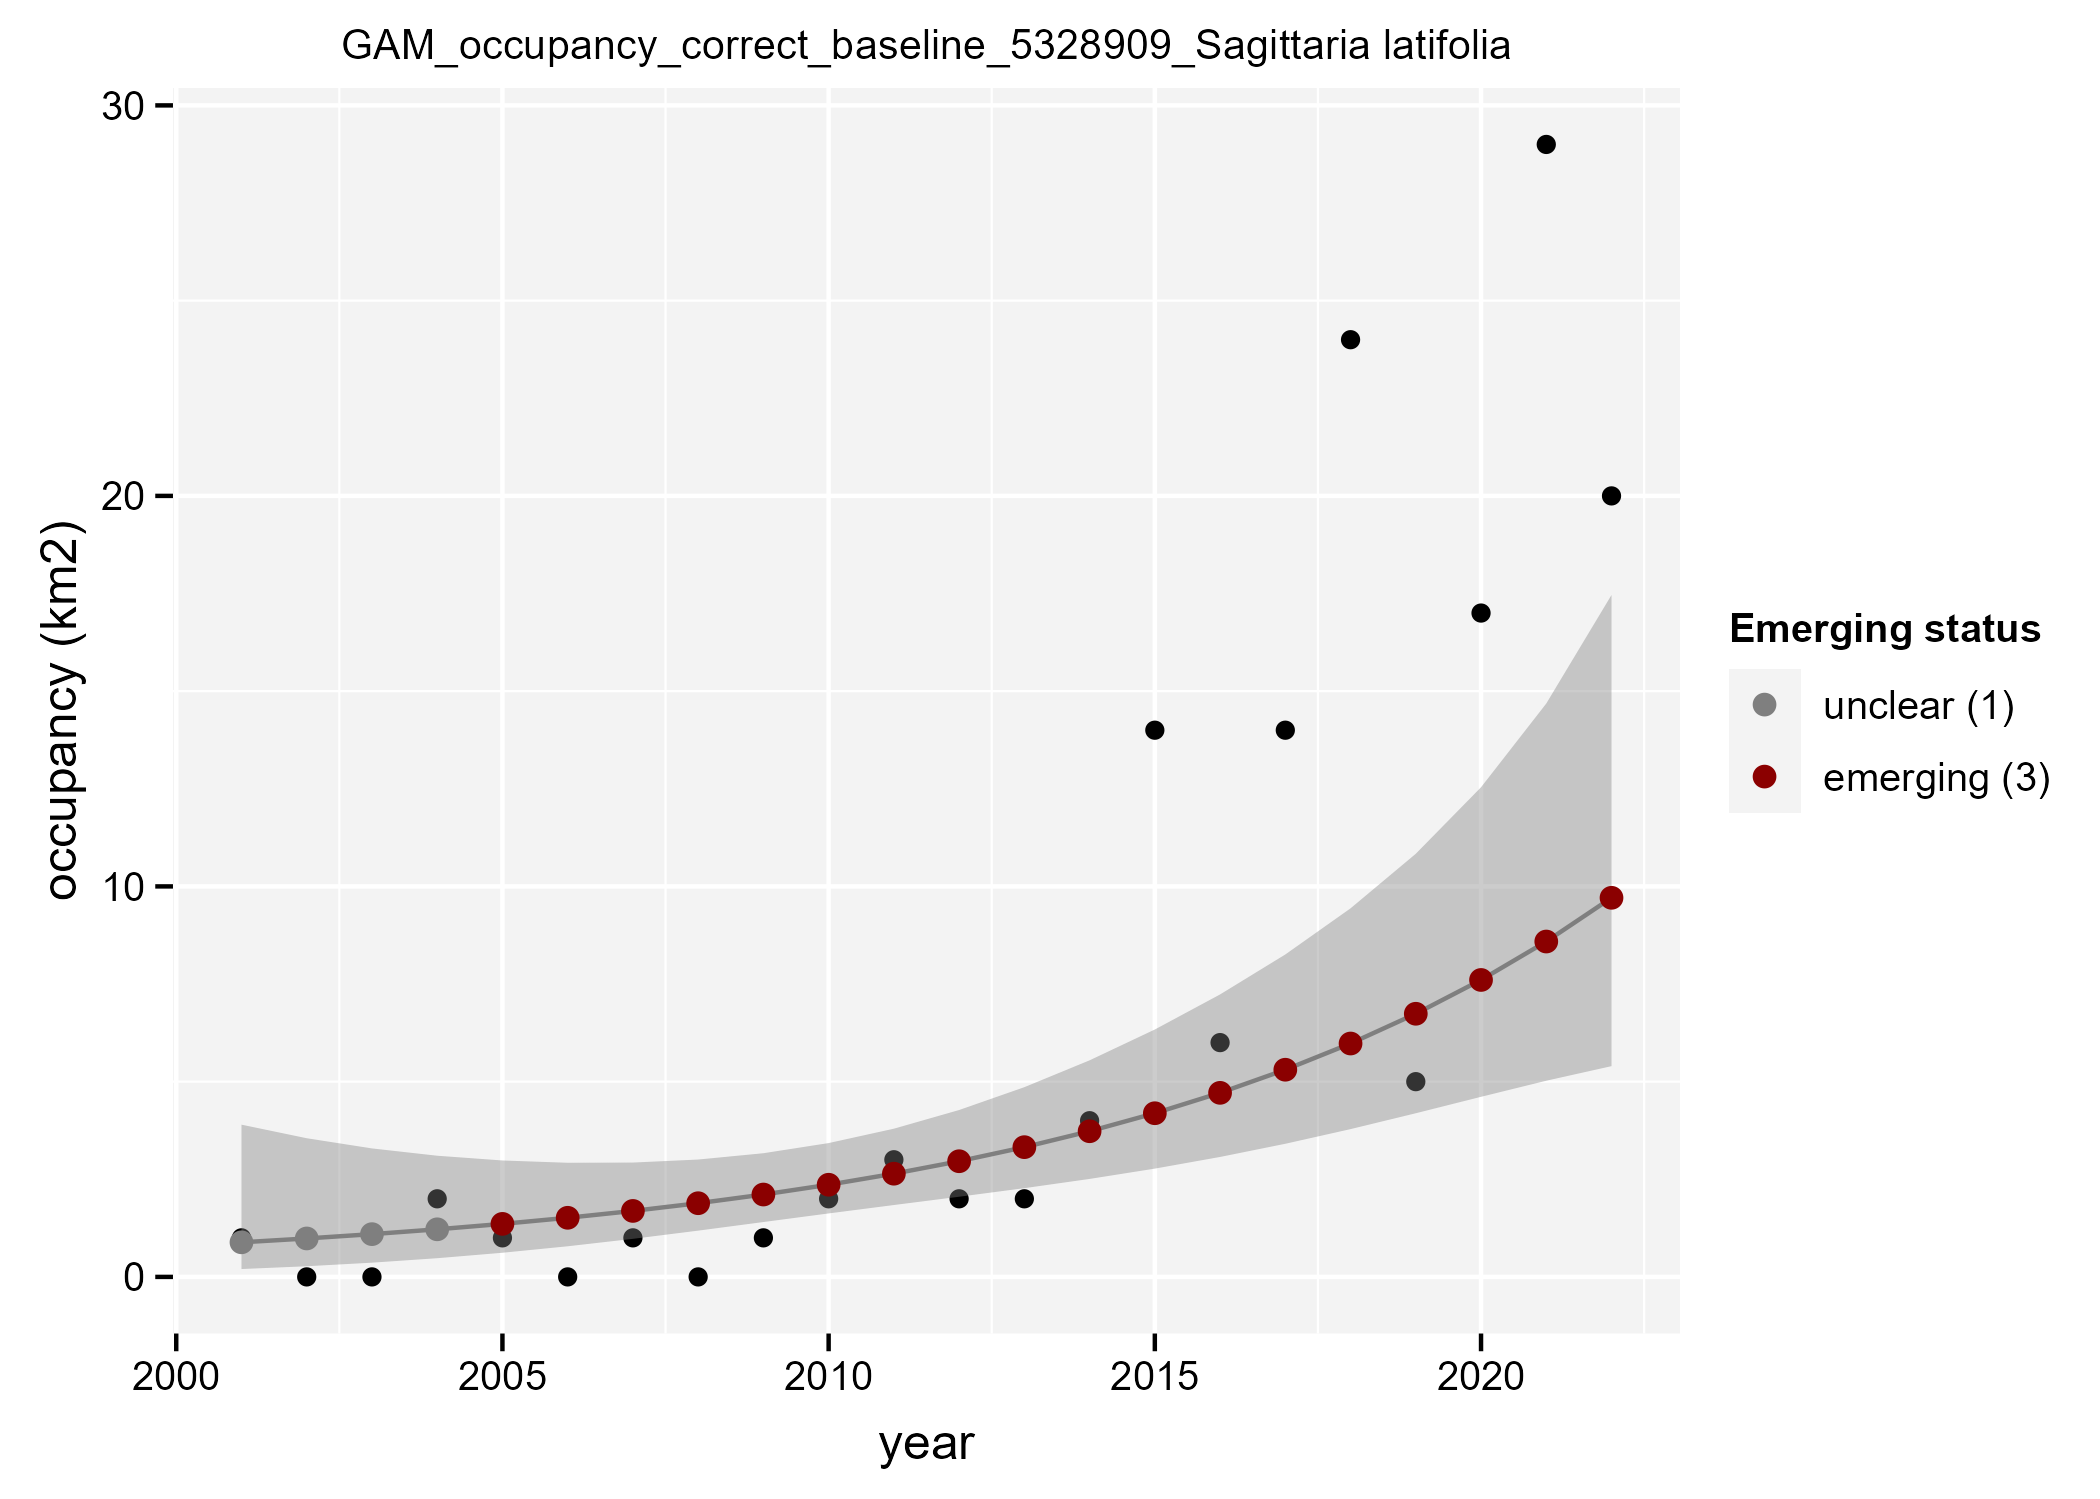 GAM_occupancy_correct_baseline_5328909_Sagittaria latifolia
30
20
10
0
occupancy (km2)
2000 2005 2010 2015 2020
year
Emerging status
unclear (1)
emerging (3)